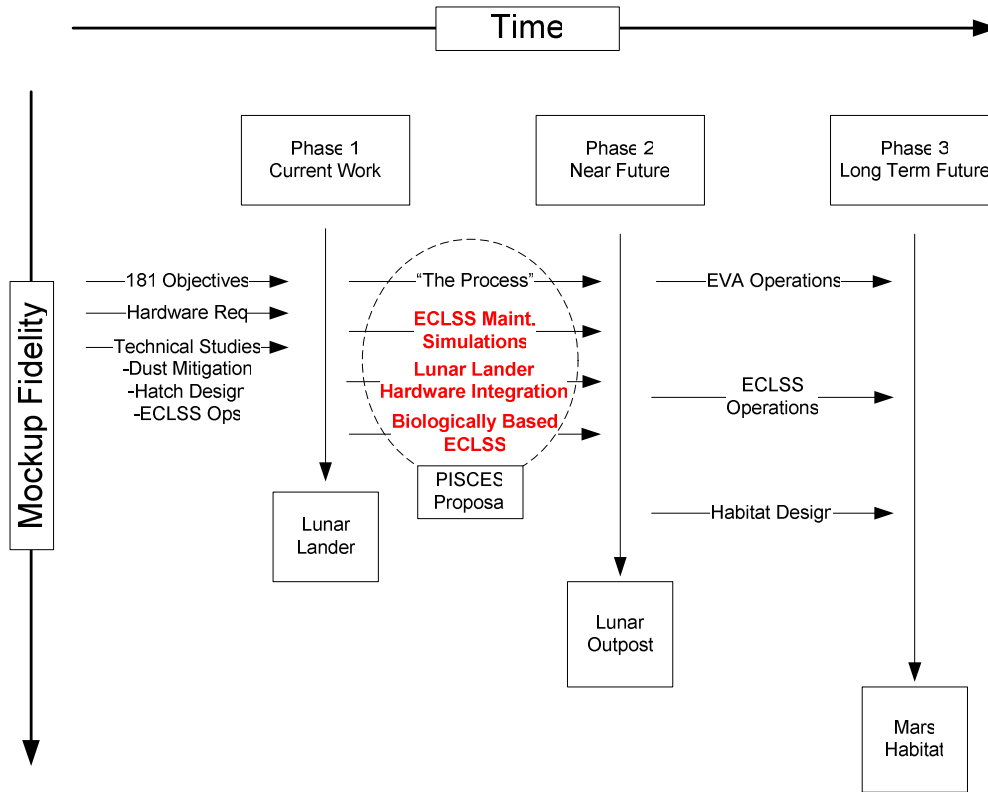 Time
Phase 1
Current Work
Phase 2
Near Future
Phase 3
Long Term Future
Mockup Fidelity
181 Objectives
Hardware Req
Technical Studies
-Dust Mitigation
-Hatch Design
-ECLSS Ops
"The Process"
ECLSS Maint.
Simulations
Lunar Lander
Hardware Integration
Biologically Based
ECLSS
PISCES
Proposa
EVA Operations
ECLSS
Operations
Habitat Design
Lunar
Lander
Lunar
Outpost
Mars
Habitat